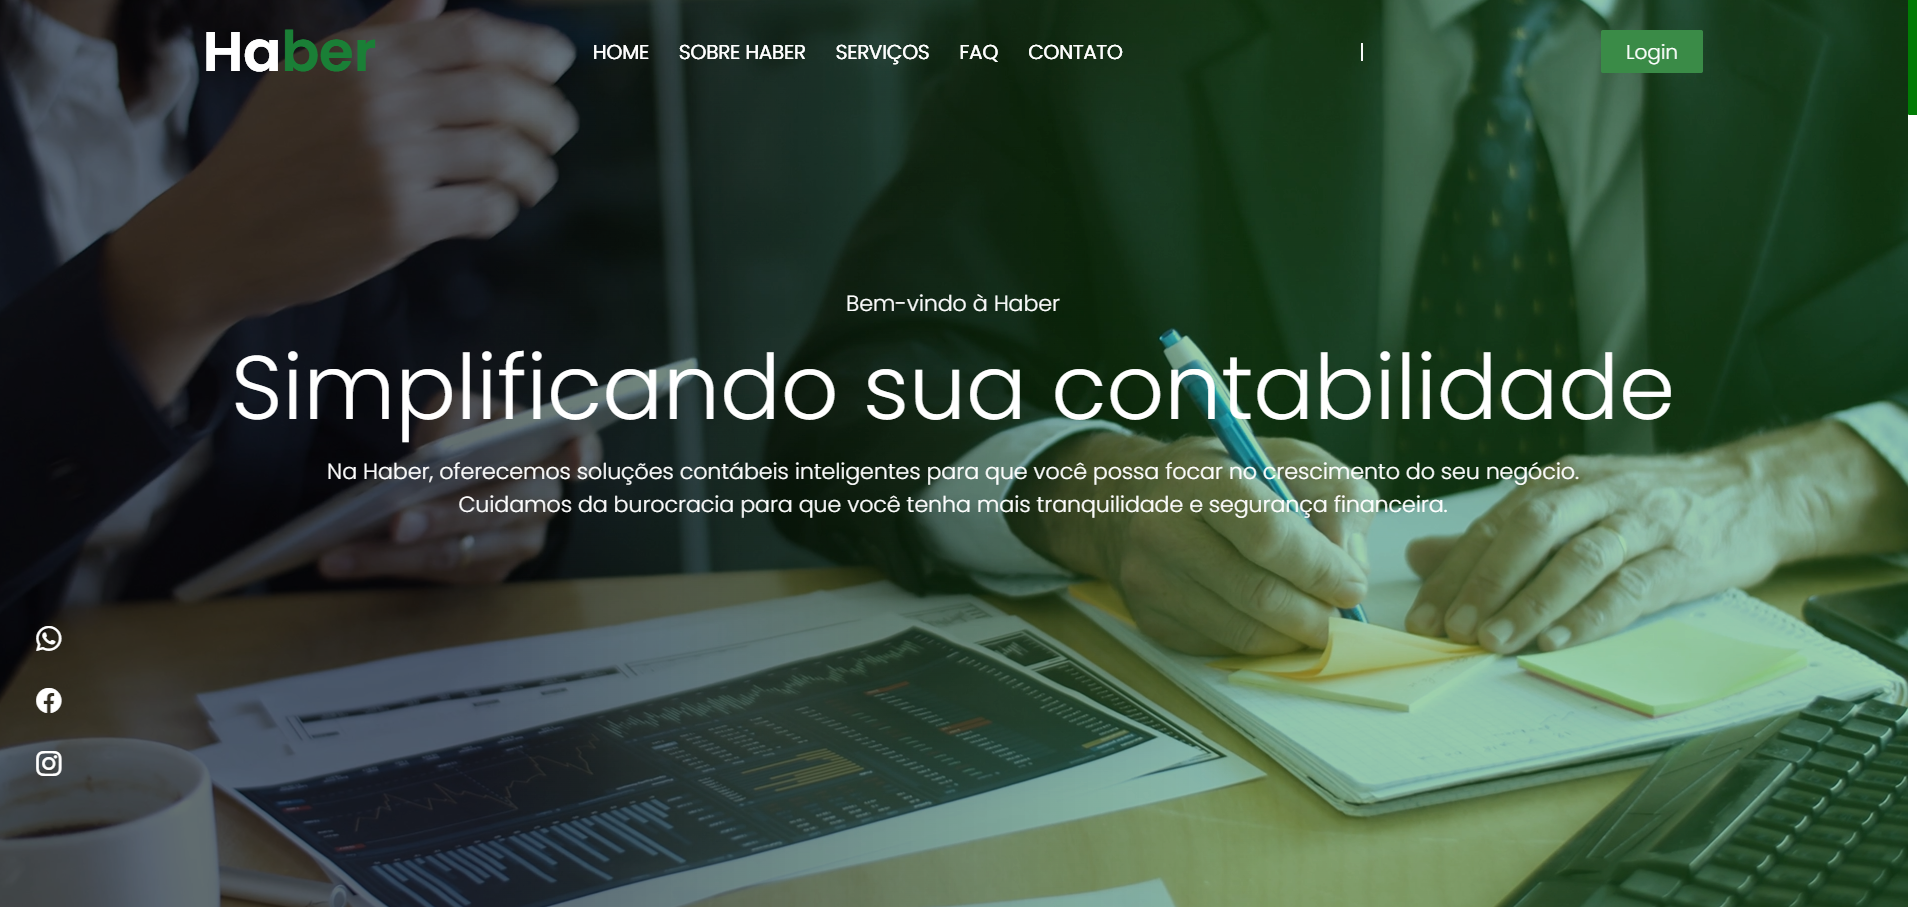 Haber
HOME SOBRE HABER SERVIÇOS FAQ CONTATO | Login
Bem-vindo à Haber
Simplificando sua contabilidade
Na Haber, oferecemos soluções contábeis inteligentes para que você possa focar no crescimento do seu negócio.
Cuidamos da burocracia para que você tenha mais tranquilidade e segurança financeira.